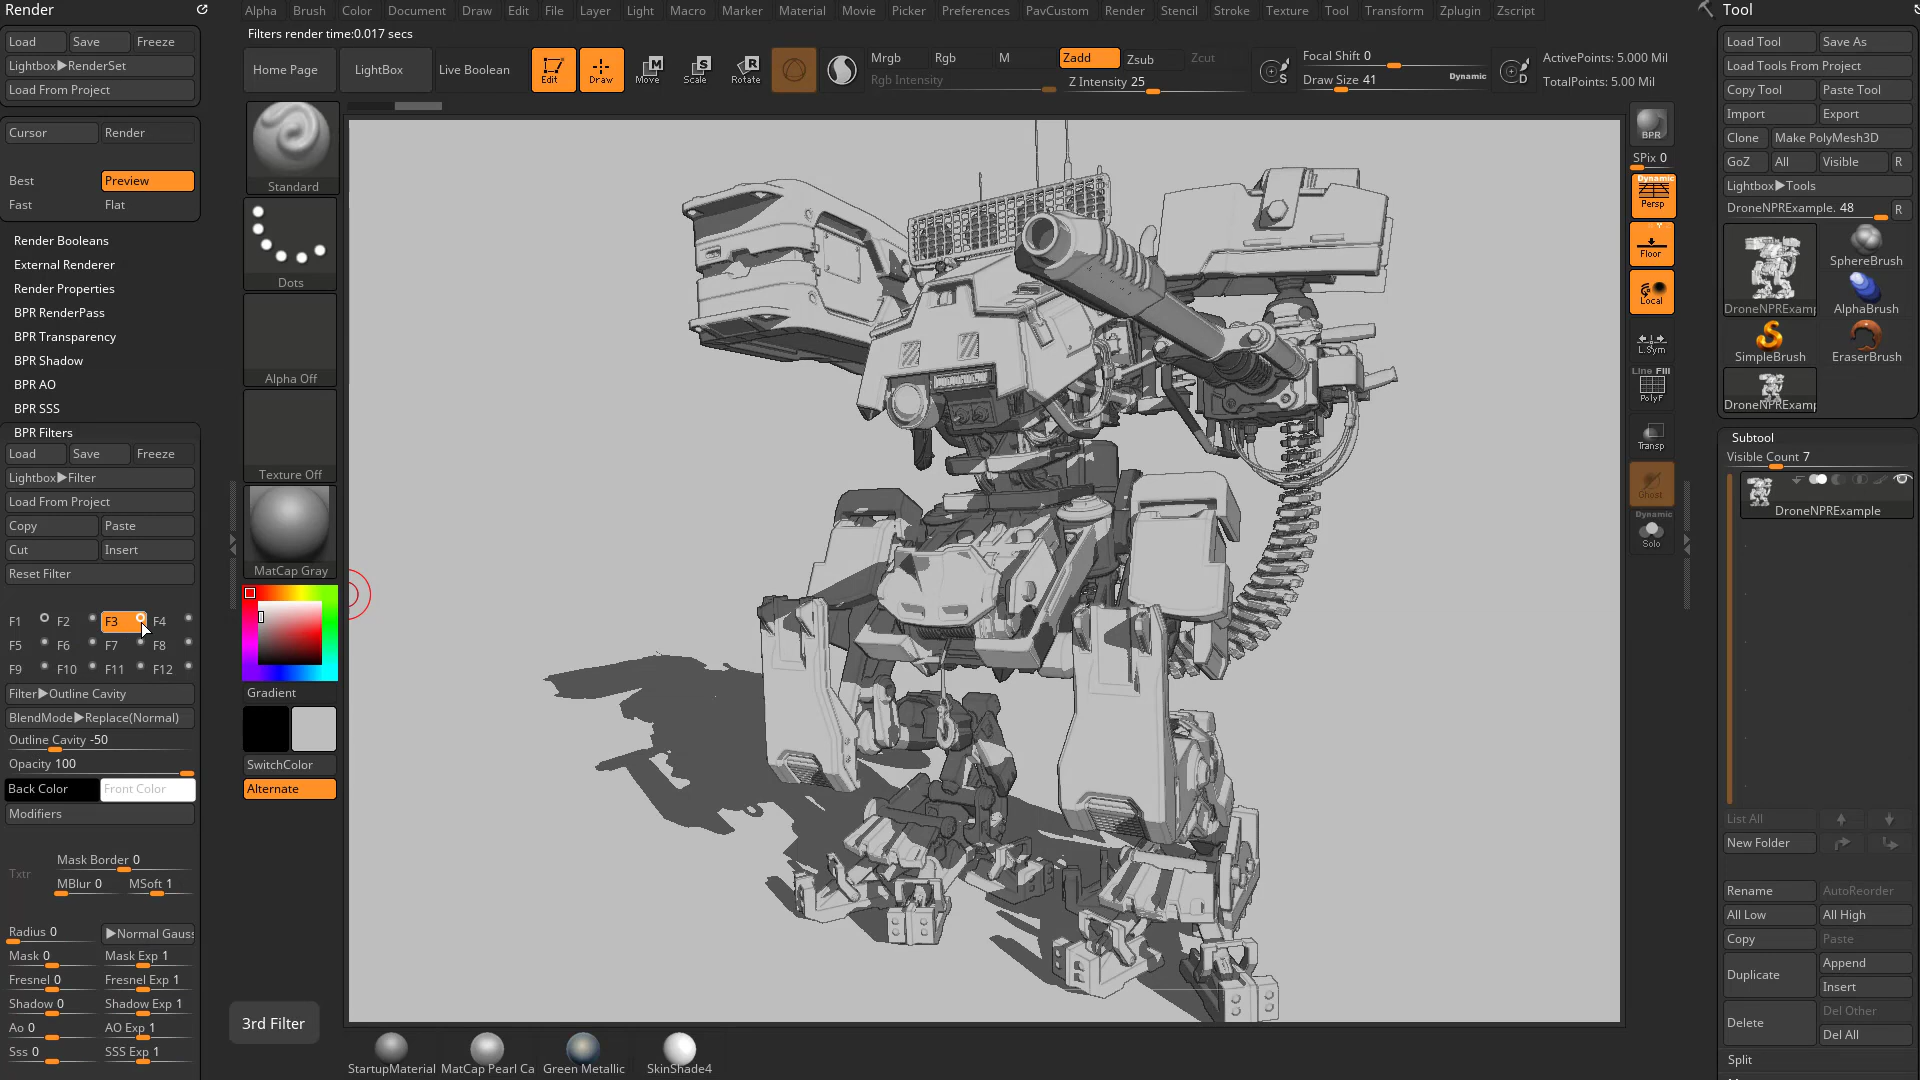 Render
Alpha Brush Color Document Draw Edit File Layer Light Macro Marker Material Movie Picker Preferences PavCustom Render Stencil Stroke Texture Tool Transform Zplugin Zscript
Tool
Filters render time:0.017 secs
Load Save Freeze
Lightbox▶RenderSet
Load From Project
Cursor Render
Best Preview
Fast Flat
Render Booleans
External Renderer
Render Properties
BPR RenderPass
BPR Transparency
BPR Shadow
BPR AO
BPR SSS
BPR Filters
Load Save Freeze
Lightbox▶Filter
Load From Project
Copy Paste
Cut Insert
Reset Filter
F1 F2 F3 F4
F5 F6 F7 F8
F9 F10 F11 F12
Filter▶Outline Cavity
BlendMode▶Replace(Normal)
Outline Cavity -50
Opacity 100
Back Color Front Color
Modifiers
Txtr
Mask Border 0
MBlur 0 MSoft 1
Radius 0 ▶Normal Gauss
Mask 0 Mask Exp 1
Fresnel 0 Fresnel Exp 1
Shadow 0 Shadow Exp 1
Ao 0 AO Exp 1
Sss 0 SSS Exp 1
Home Page LightBox Live Boolean
Edit Draw Move Scale Rotate
M S R
Mrgb Rgb M
Rgb Intensity
Zadd Zsub Zcut
Z Intensity 25
S
Focal Shift 0
Draw Size 41 Dynamic
D
ActivePoints: 5.000 Mil
TotalPoints: 5.00 Mil
Standard
Dots
Alpha Off
Texture Off
MatCap Gray
Gradient
SwitchColor
Alternate
3rd Filter
StartupMaterial MatCap Pearl Ca Green Metallic SkinShade4
BPR
SPix 0
Dynamic
Persp
Floor
Local
L.Sym
Line Fill
PolyF
Transp
Ghost
Dynamic
Solo
Load Tool Save As
Load Tools From Project
Copy Tool Paste Tool
Import Export
Clone Make PolyMesh3D
GoZ All Visible R
Lightbox▶Tools
DroneNPRExample. 48 R
DroneNPRExamp
SphereBrush
AlphaBrush
SimpleBrush EraserBrush
DroneNPRExamp
Subtool
Visible Count 7
DroneNPRExample
List All
New Folder
Rename AutoReorder
All Low All High
Copy Paste
Duplicate Append
Insert
Delete Del Other
Del All
Split